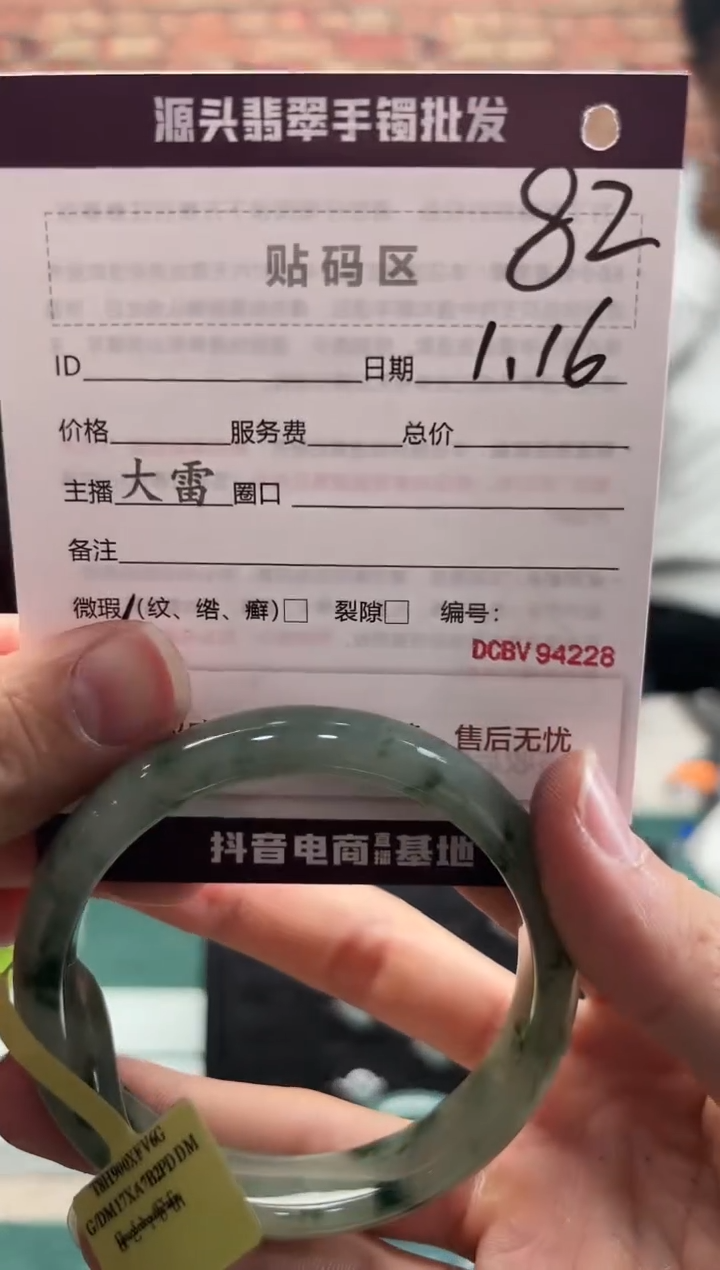 源头翡翠手镯批发
82
贴码区
ID 日期 1.16
价格 服务费 总价
主播 大雷 圈口
备注
微瑕(纹、绺、癣)□ 裂隙□ 编号:
DCBV 94228
售后无忧
抖音电商直播基地
G/DM17XA7B2PD DM